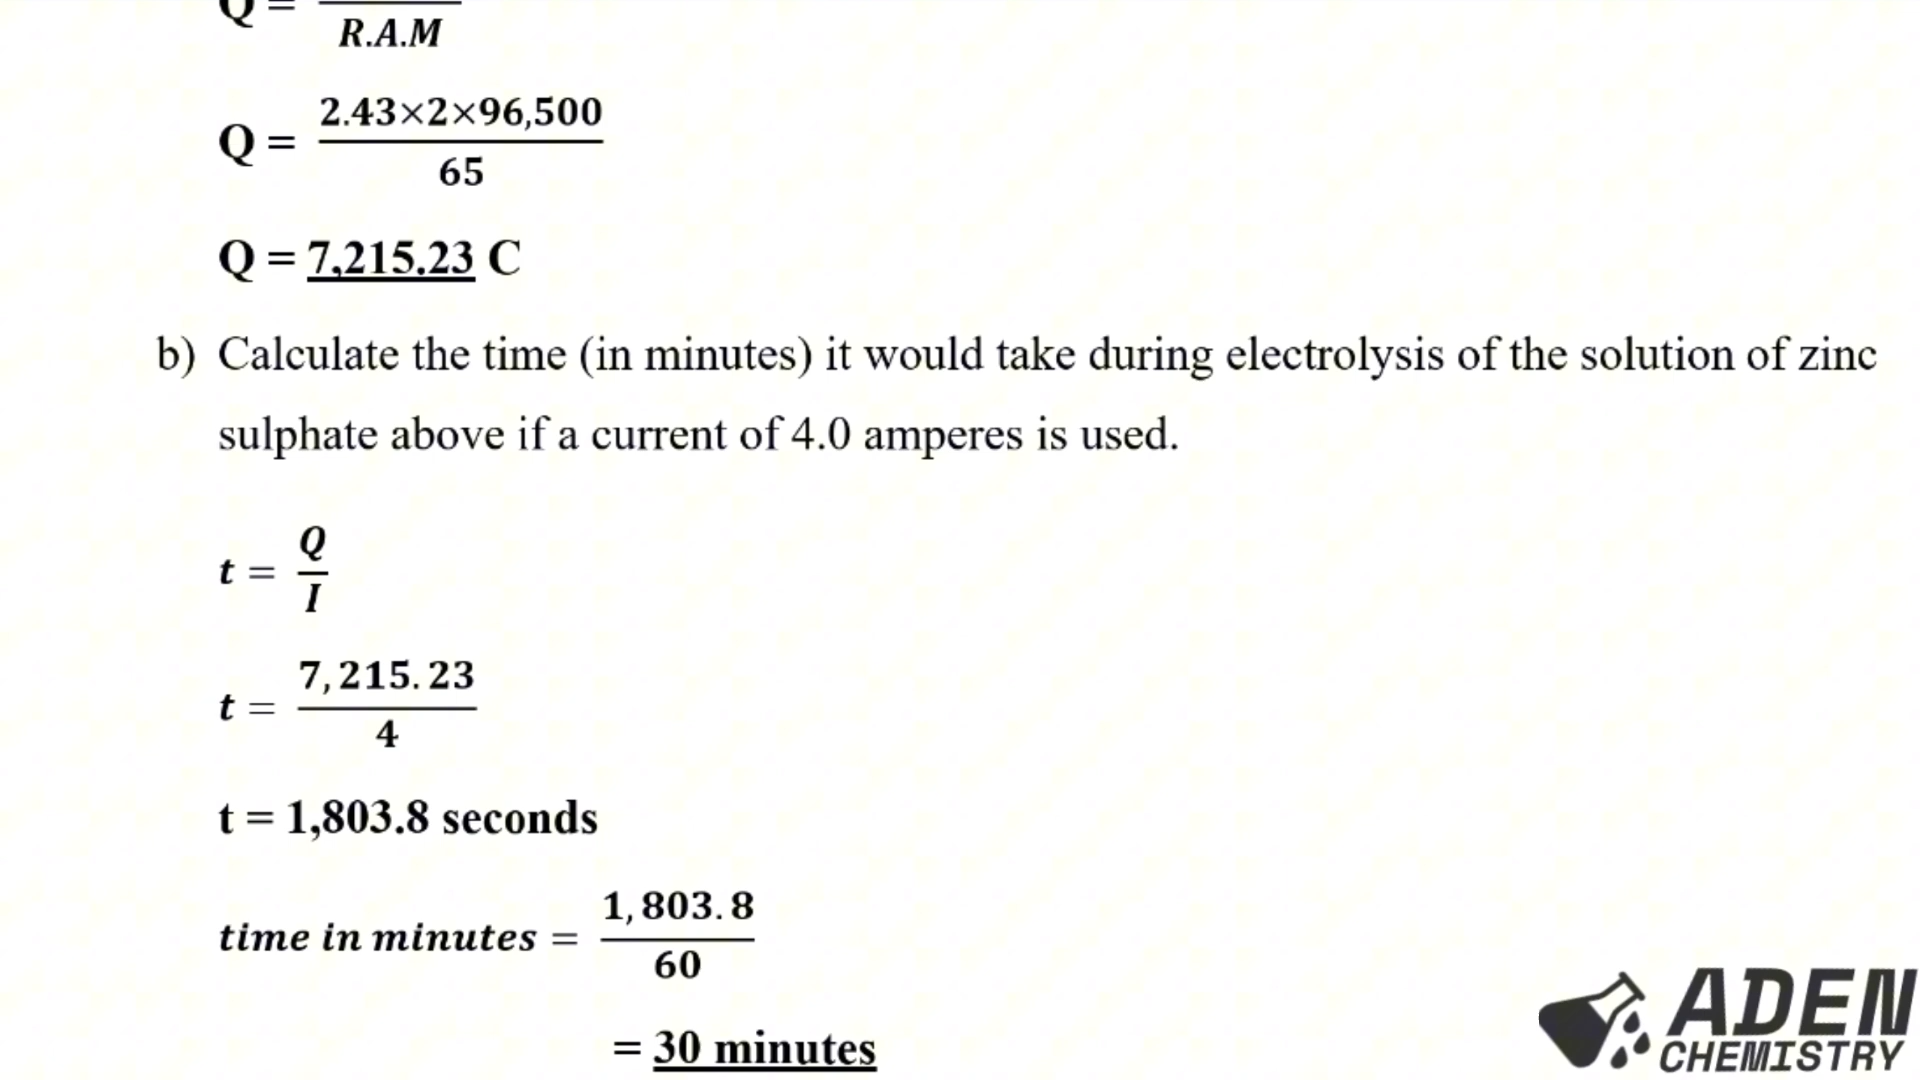 Q =
R.A.M
Q = 2.43×2×96,500
65
Q = 7,215.23 C
b) Calculate the time (in minutes) it would take during electrolysis of the solution of zinc
sulphate above if a current of 4.0 amperes is used.
t = Q
I
t = 7,215.23
4
t = 1,803.8 seconds
time in minutes = 1,803.8
60
= 30 minutes
ADEN
CHEMISTRY